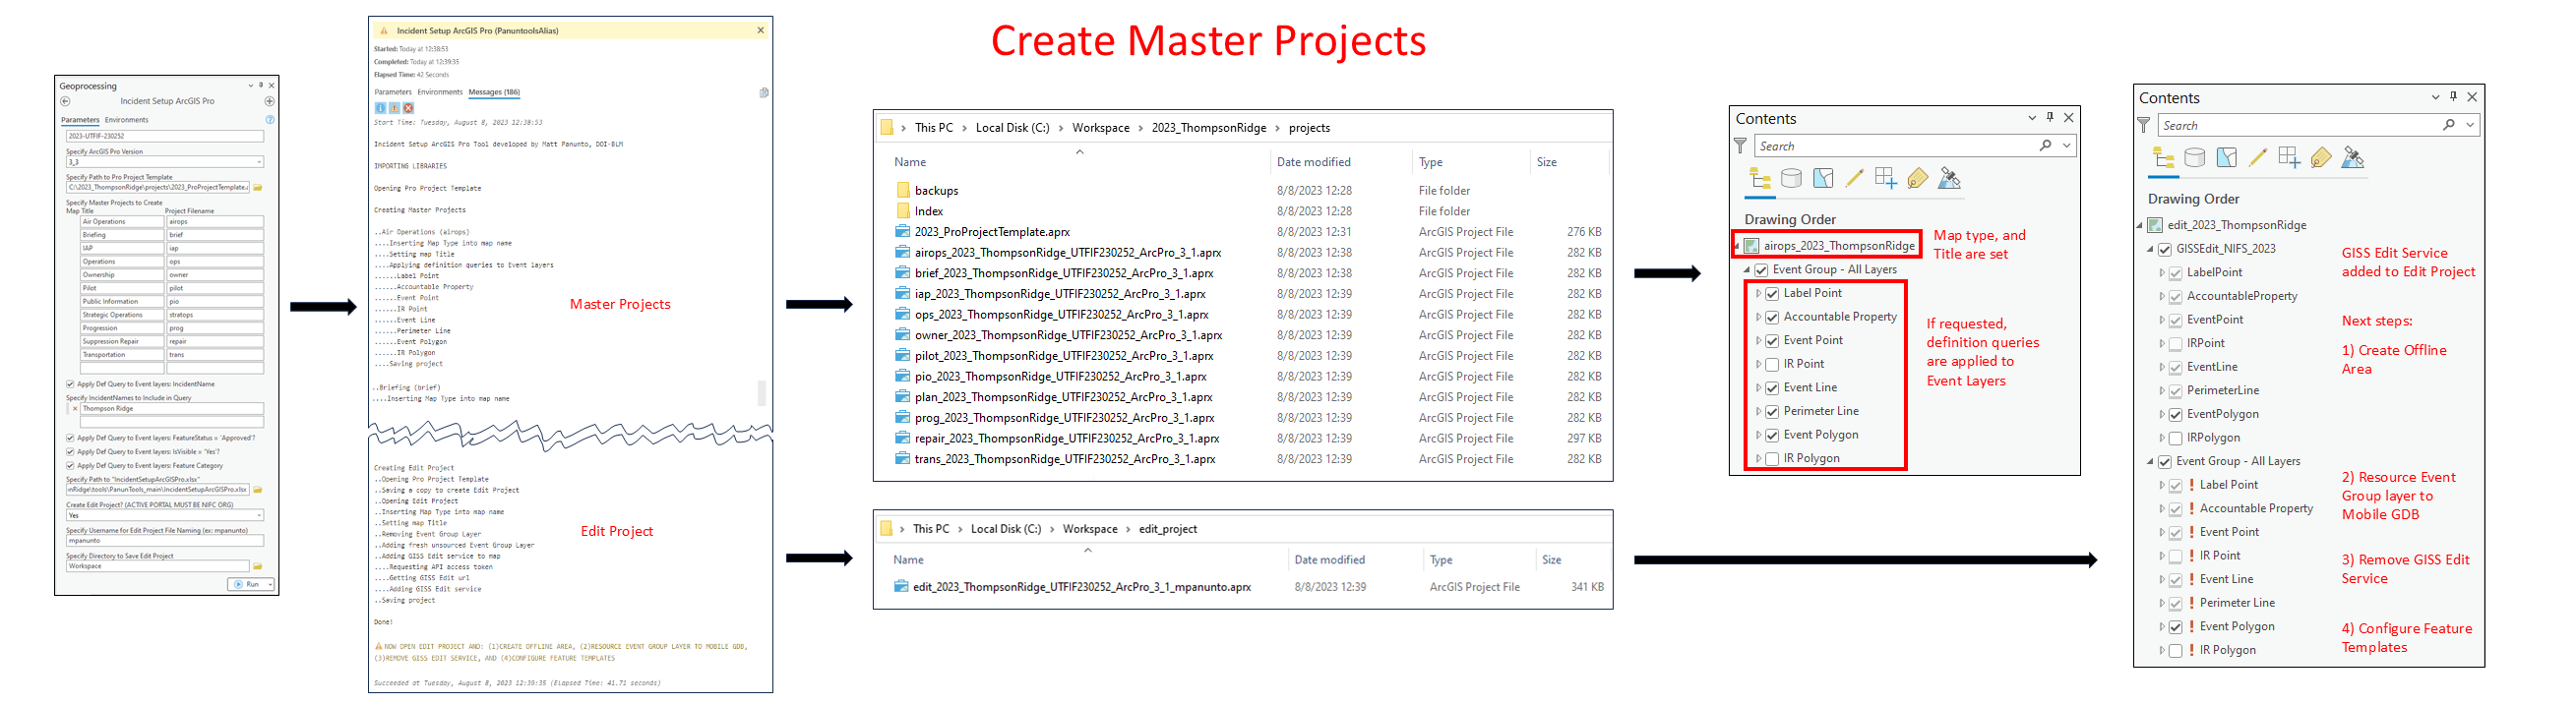 Create Master Projects
Geoprocessing
Incident Setup ArcGIS Pro
Parameters Environments
2023-UTFIF-230252
Specify ArcGIS Pro Version
3_3
Specify Path to Pro Project Template
C:\2023_ThompsonRidge\projects\2023_ProProjectTemplate.a
Specify Master Projects to Create
Map Title Project Filename
Air Operations airops
Briefing brief
IAP iap
Operations ops
Ownership owner
Pilot pilot
Public Information pio
Strategic Operations stratops
Progression prog
Suppression Repair repair
Transportation trans
Apply Def Query to Event layers: IncidentName
Specify IncidentNames to Include in Query
Thompson Ridge
Apply Def Query to Event layers: FeatureStatus = 'Approved'?
Apply Def Query to Event layers: IsVisible = 'Yes'?
Apply Def Query to Event layers: Feature Category
Specify Path to "IncidentSetupArcGISPro.xlsx"
nRidge\tools\PanunTools_main\IncidentSetupArcGISPro.xlsx
Create Edit Project? (ACTIVE PORTAL MUST BE NIFC ORG)
Yes
Specify Username for Edit Project File Naming (ex: mpanunto)
mpanunto
Specify Directory to Save Edit Project
Workspace
Run
Incident Setup ArcGIS Pro (PanuntoolsAlias)
Started: Today at 12:38:53
Completed: Today at 12:39:35
Elapsed Time: 42 Seconds
Parameters Environments Messages (186)
Start Time: Tuesday, August 8, 2023 12:38:53
Incident Setup ArcGIS Pro Tool developed by Matt Panunto, DOI-BLM
IMPORTING LIBRARIES
Opening Pro Project Template
Creating Master Projects
..Air Operations (airops)
....Inserting Map Type into map name
....Setting map Title
....Applying definition queries to Event layers
......Label Point
......Accountable Property
......Event Point
......IR Point
......Event Line
......Perimeter Line
......Event Polygon
......IR Polygon
....Saving project
..Briefing (brief)
....Inserting Map Type into map name
Master Projects
Creating Edit Project
..Opening Pro Project Template
..Saving a copy to create Edit Project
..Opening Edit Project
..Inserting Map Type into map name
..Setting map Title
..Removing Event Group Layer
..Adding fresh unsourced Event Group Layer
..Adding GISS Edit service to map
....Requesting API access token
....Getting GISS Edit url
....Adding GISS Edit service
..Saving project
Done!
NOW OPEN EDIT PROJECT AND: (1)CREATE OFFLINE AREA, (2)RESOURCE EVENT GROUP LAYER TO MOBILE GDB,
(3)REMOVE GISS EDIT SERVICE, AND (4)CONFIGURE FEATURE TEMPLATES
Succeeded at Tuesday, August 8, 2023 12:39:35 (Elapsed Time: 41.71 seconds)
Edit Project
This PC › Local Disk (C:) › Workspace › 2023_ThompsonRidge › projects
Name Date modified Type Size
backups 8/8/2023 12:28 File folder
Index 8/8/2023 12:28 File folder
2023_ProProjectTemplate.aprx 8/8/2023 12:31 ArcGIS Project File 276 KB
airops_2023_ThompsonRidge_UTFIF230252_ArcPro_3_1.aprx 8/8/2023 12:38 ArcGIS Project File 282 KB
brief_2023_ThompsonRidge_UTFIF230252_ArcPro_3_1.aprx 8/8/2023 12:38 ArcGIS Project File 282 KB
iap_2023_ThompsonRidge_UTFIF230252_ArcPro_3_1.aprx 8/8/2023 12:39 ArcGIS Project File 282 KB
ops_2023_ThompsonRidge_UTFIF230252_ArcPro_3_1.aprx 8/8/2023 12:39 ArcGIS Project File 282 KB
owner_2023_ThompsonRidge_UTFIF230252_ArcPro_3_1.aprx 8/8/2023 12:39 ArcGIS Project File 282 KB
pilot_2023_ThompsonRidge_UTFIF230252_ArcPro_3_1.aprx 8/8/2023 12:39 ArcGIS Project File 282 KB
pio_2023_ThompsonRidge_UTFIF230252_ArcPro_3_1.aprx 8/8/2023 12:39 ArcGIS Project File 282 KB
plan_2023_ThompsonRidge_UTFIF230252_ArcPro_3_1.aprx 8/8/2023 12:39 ArcGIS Project File 282 KB
prog_2023_ThompsonRidge_UTFIF230252_ArcPro_3_1.aprx 8/8/2023 12:39 ArcGIS Project File 282 KB
repair_2023_ThompsonRidge_UTFIF230252_ArcPro_3_1.aprx 8/8/2023 12:39 ArcGIS Project File 297 KB
trans_2023_ThompsonRidge_UTFIF230252_ArcPro_3_1.aprx 8/8/2023 12:39 ArcGIS Project File 282 KB
This PC › Local Disk (C:) › Workspace › edit_project
Name Date modified Type Size
edit_2023_ThompsonRidge_UTFIF230252_ArcPro_3_1_mpanunto.aprx 8/8/2023 12:39 ArcGIS Project File 341 KB
Contents
Search
Drawing Order
airops_2023_ThompsonRidge
Event Group - All Layers
Label Point
Accountable Property
Event Point
IR Point
Event Line
Perimeter Line
Event Polygon
IR Polygon
Map type, and
Title are set
If requested,
definition queries
are applied to
Event Layers
Contents
Search
Drawing Order
edit_2023_ThompsonRidge
GISSEdit_NIFS_2023
LabelPoint
AccountableProperty
EventPoint
IRPoint
EventLine
PerimeterLine
EventPolygon
IRPolygon
Event Group - All Layers
! Label Point
! Accountable Property
! Event Point
! IR Point
! Event Line
! Perimeter Line
! Event Polygon
! IR Polygon
GISS Edit Service
added to Edit Project
Next steps:
1) Create Offline
Area
2) Resource Event
Group layer to
Mobile GDB
3) Remove GISS Edit
Service
4) Configure Feature
Templates